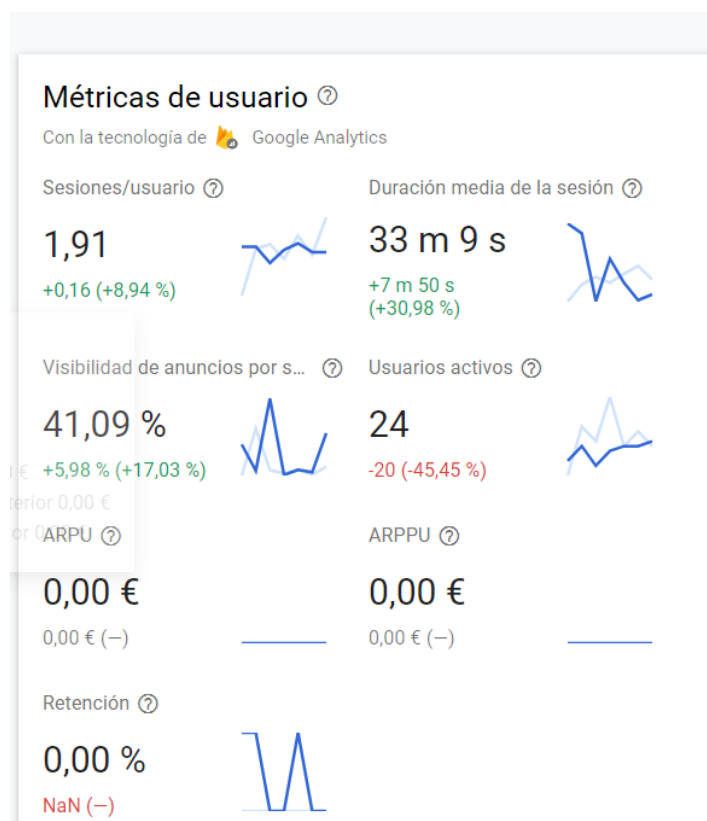 Métricas de usuario
Con la tecnología de Google Analytics
Sesiones/usuario
1,91
+0,16 (+8,94 %)
Duración media de la sesión
33 m 9 s
+7 m 50 s
(+30,98 %)
Visibilidad de anuncios por s...
41,09 %
+5,98 % (+17,03 %)
Usuarios activos
24
-20 (-45,45 %)
€
terior 0,00 €
or 0,00 €
ARPU
0,00 €
0,00 € (—)
ARPPU
0,00 €
0,00 € (—)
Retención
0,00 %
NaN (—)